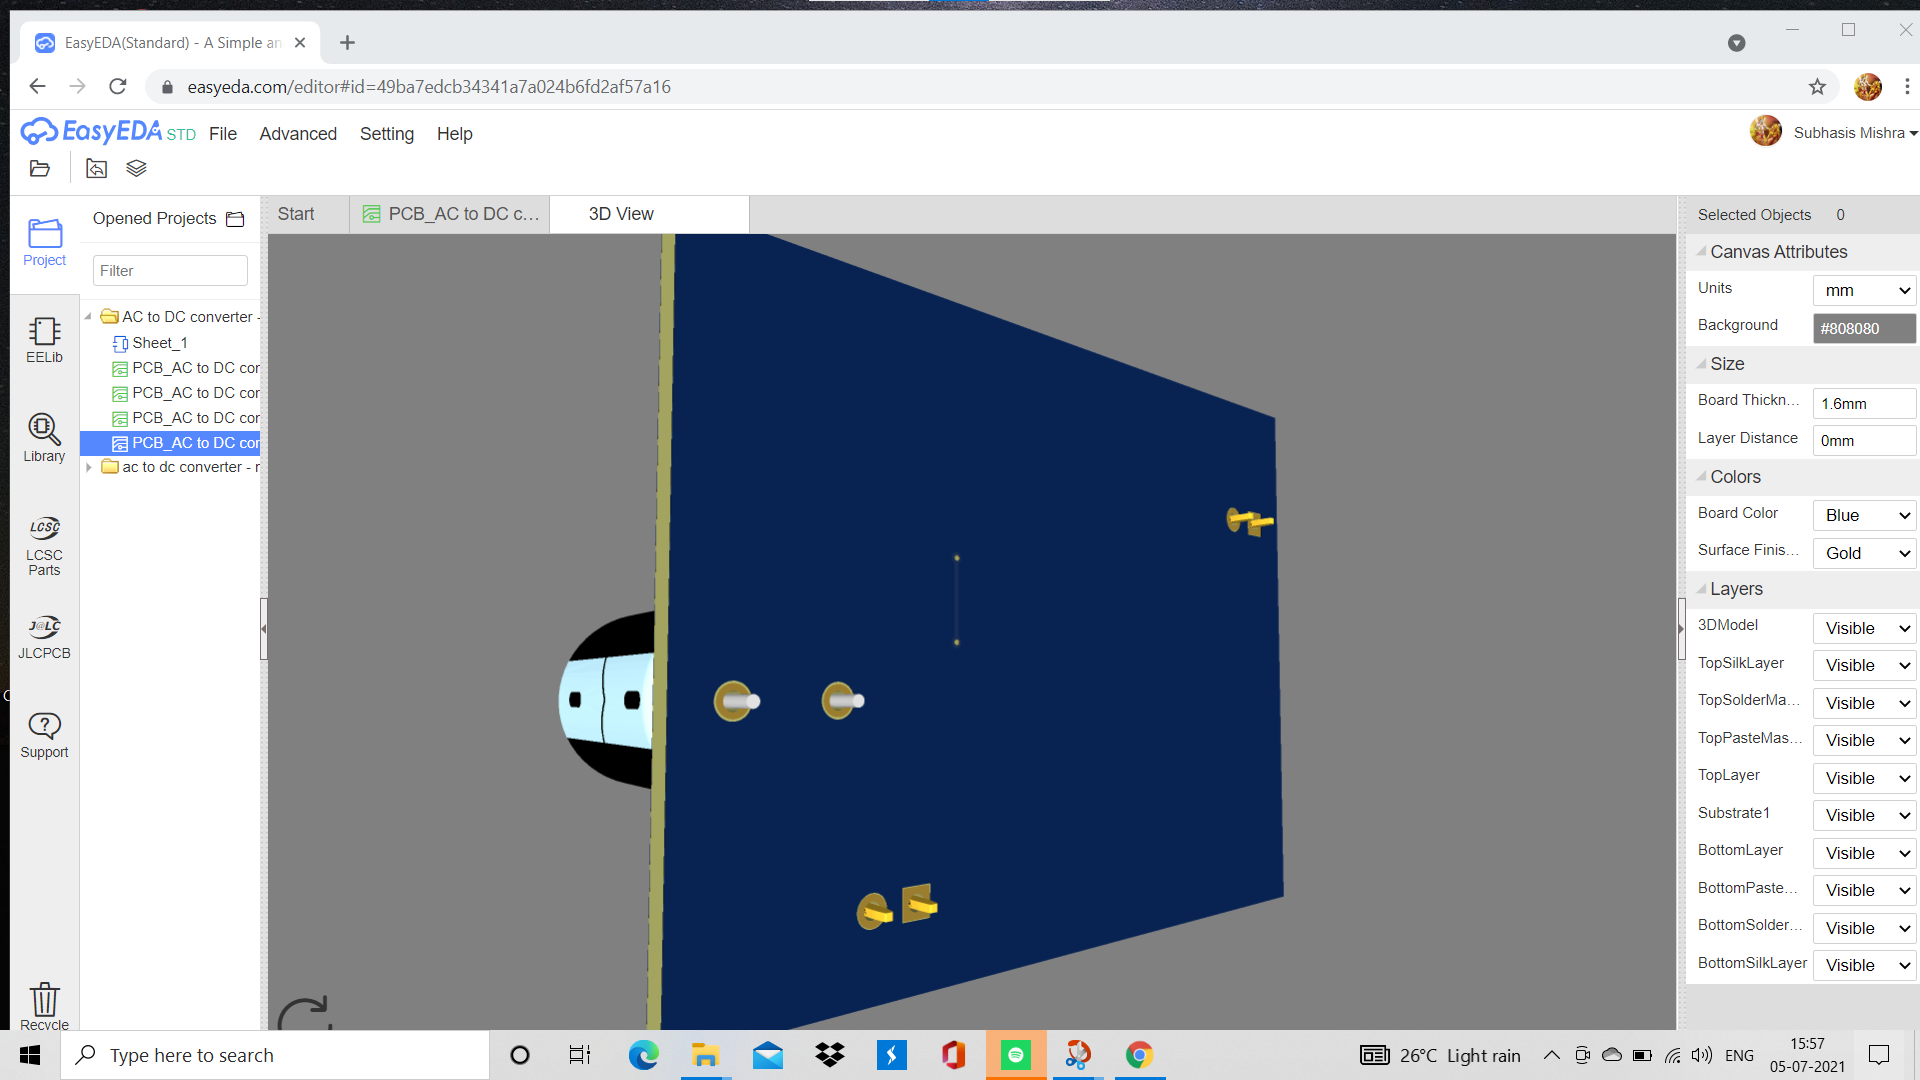 EasyEDA(Standard) - A Simple an
easyeda.com/editor#id=49ba7edcb34341a7a024b6fd2af57a16
EasyEDA STD File Advanced Setting Help
Subhasis Mishra
Opened Projects
Start
PCB_AC to DC c...
3D View
Project
Filter
AC to DC converter -
Sheet_1
PCB_AC to DC cor
PCB_AC to DC cor
PCB_AC to DC cor
PCB_AC to DC cor
ac to dc converter - r
EELib
Library
LCSC
LCSC
Parts
J@LC
JLCPCB
Support
Recycle
Selected Objects 0
Canvas Attributes
Units mm
Background #808080
Size
Board Thickn... 1.6mm
Layer Distance 0mm
Colors
Board Color Blue
Surface Finis... Gold
Layers
3DModel Visible
TopSilkLayer Visible
TopSolderMa... Visible
TopPasteMas... Visible
TopLayer Visible
Substrate1 Visible
BottomLayer Visible
BottomPaste... Visible
BottomSolder... Visible
BottomSilkLayer Visible
Type here to search
26°C Light rain
ENG
15:57
05-07-2021